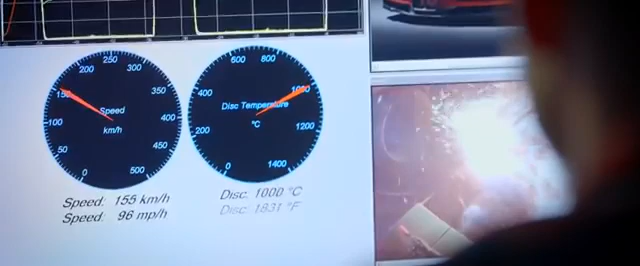 250
200
300
150
350
Speed
100
km/h
400
50
450
0
500
600
800
400
1000
Disc Temperature
°C
200
1200
0
1400
Speed: 155 km/h
Speed: 96 mp/h
Disc: 1000 °C
Disc: 1831 °F